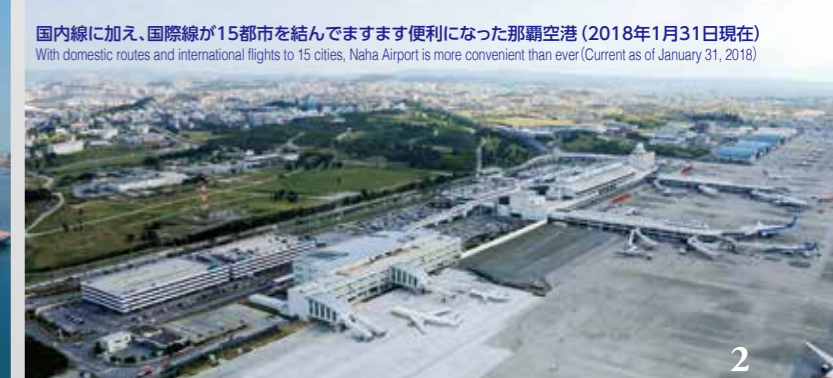 国内線に加え、国際線が15都市を結んでますます便利になった那覇空港(2018年1月31日現在)
With domestic routes and international flights to 15 cities, Naha Airport is more convenient than ever(Current as of January 31, 2018)
2